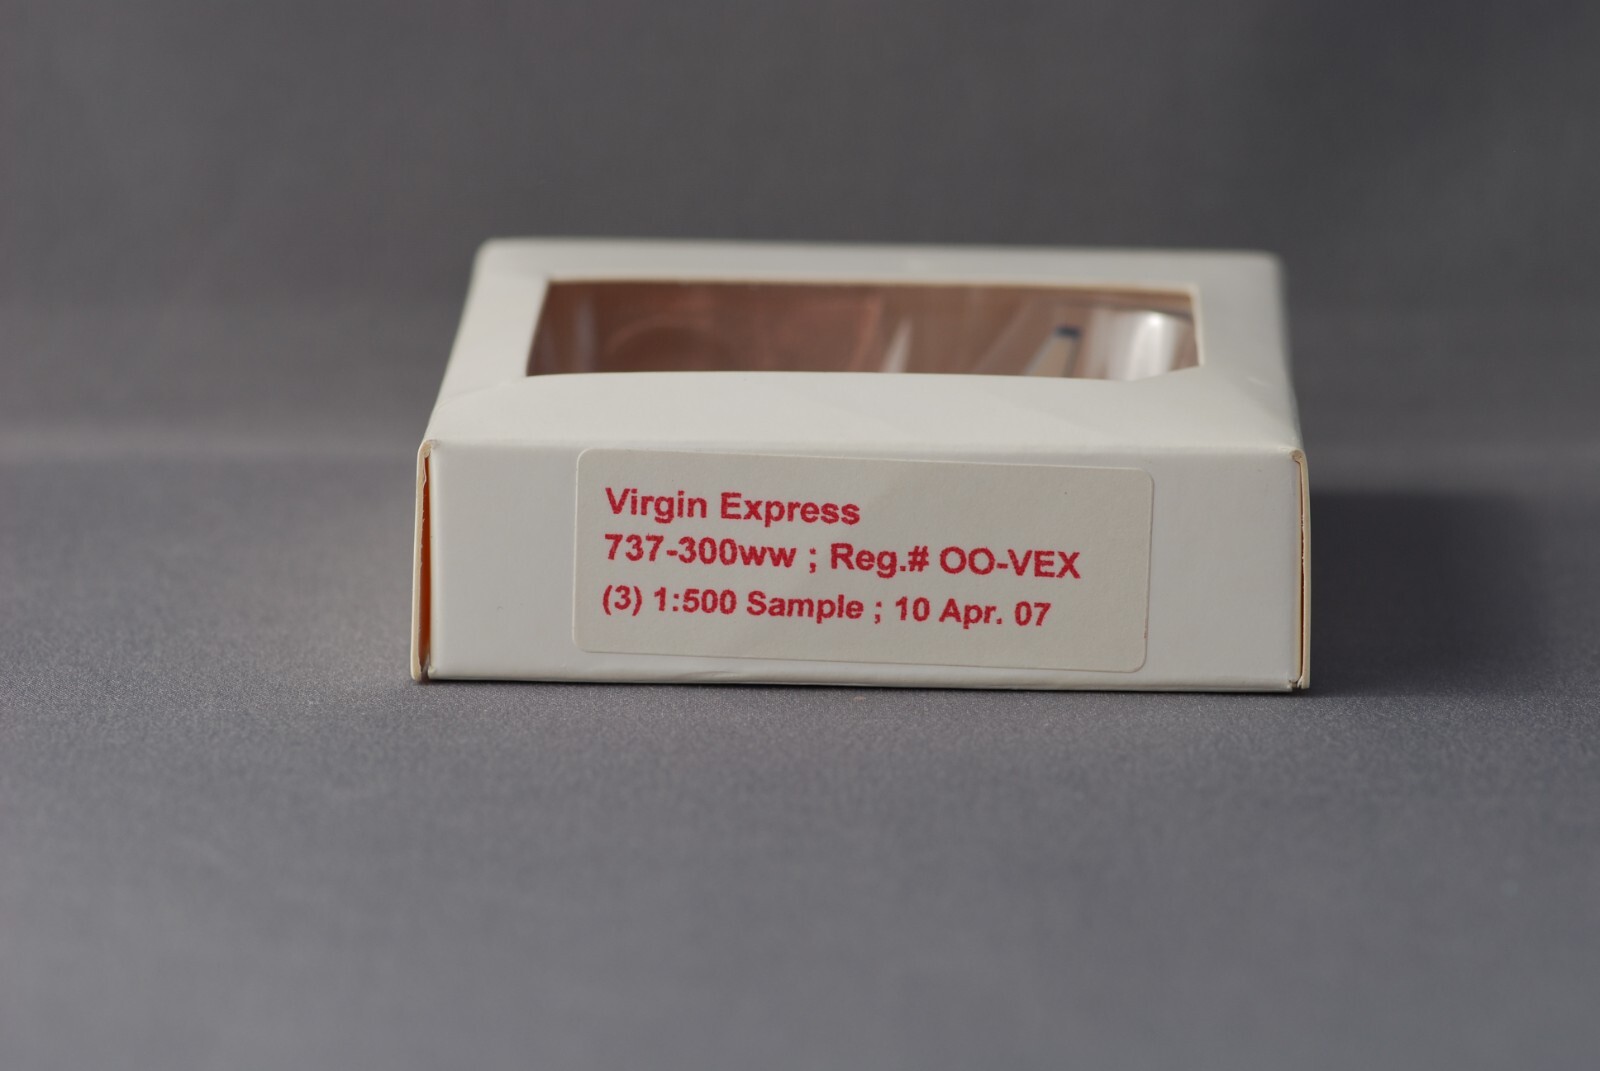 Virgin Express
737-300ww ; Reg.# OO-VEX
(3) 1:500 Sample ; 10 Apr. 07